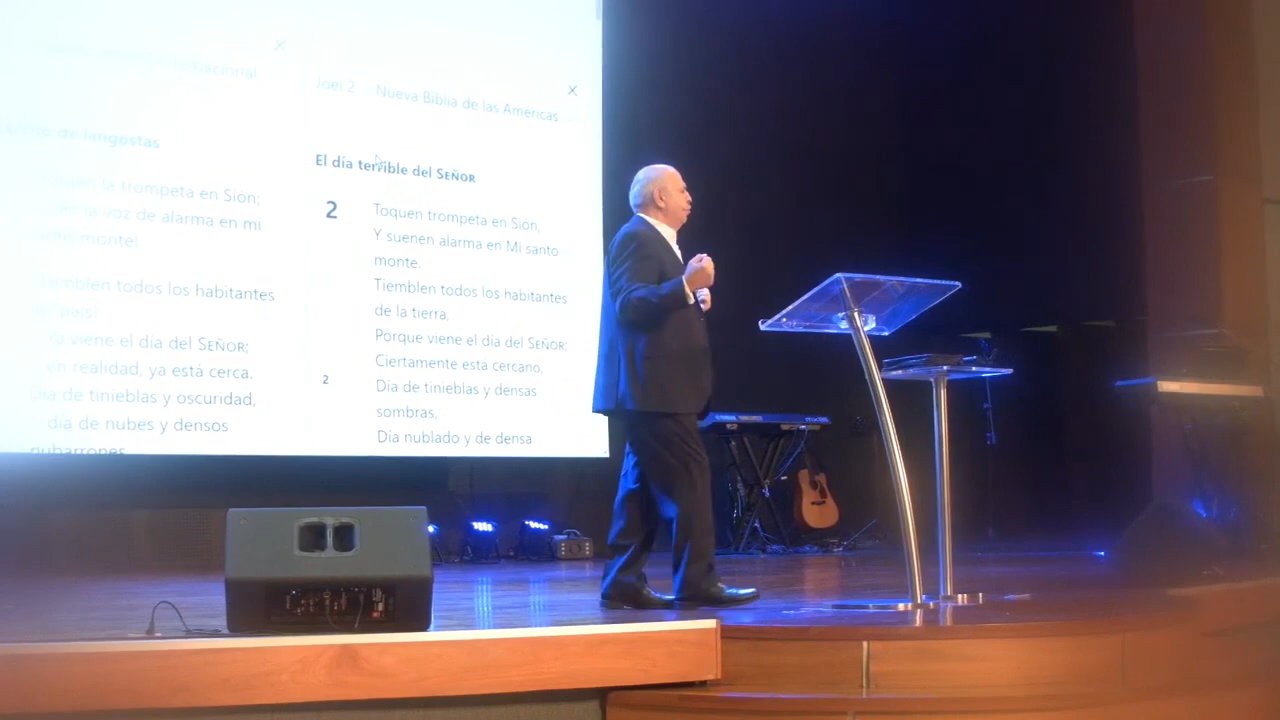 langostas
la trompeta en Sión;
voz de alarma en mi
monte!
todos los habitantes
país!
viene el día del SEÑOR;
en realidad, ya está cerca.
Día de tinieblas y oscuridad,
día de nubes y densos
nubarrones
Joel 2 Nueva Biblia de las Américas
El día terrible del SEÑOR
2 Toquen trompeta en Sión,
Y suenen alarma en Mi santo
monte.
Tiemblen todos los habitantes
de la tierra,
Porque viene el día del SEÑOR;
Ciertamente está cercano,
2 Día de tinieblas y densas
sombras,
Día nublado y de densa